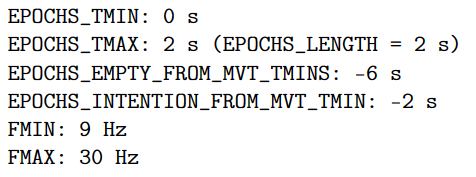 EPOCHS_TMIN: 0 s
EPOCHS_TMAX: 2 s (EPOCHS_LENGTH = 2 s)
EPOCHS_EMPTY_FROM_MVT_TMINS: -6 s
EPOCHS_INTENTION_FROM_MVT_TMIN: -2 s
FMIN: 9 Hz
FMAX: 30 Hz